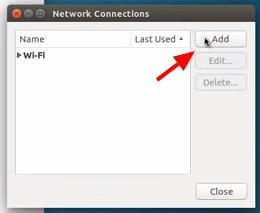 Network Connections
Name Last Used Add
Wi-Fi Edit...
Delete...
Close